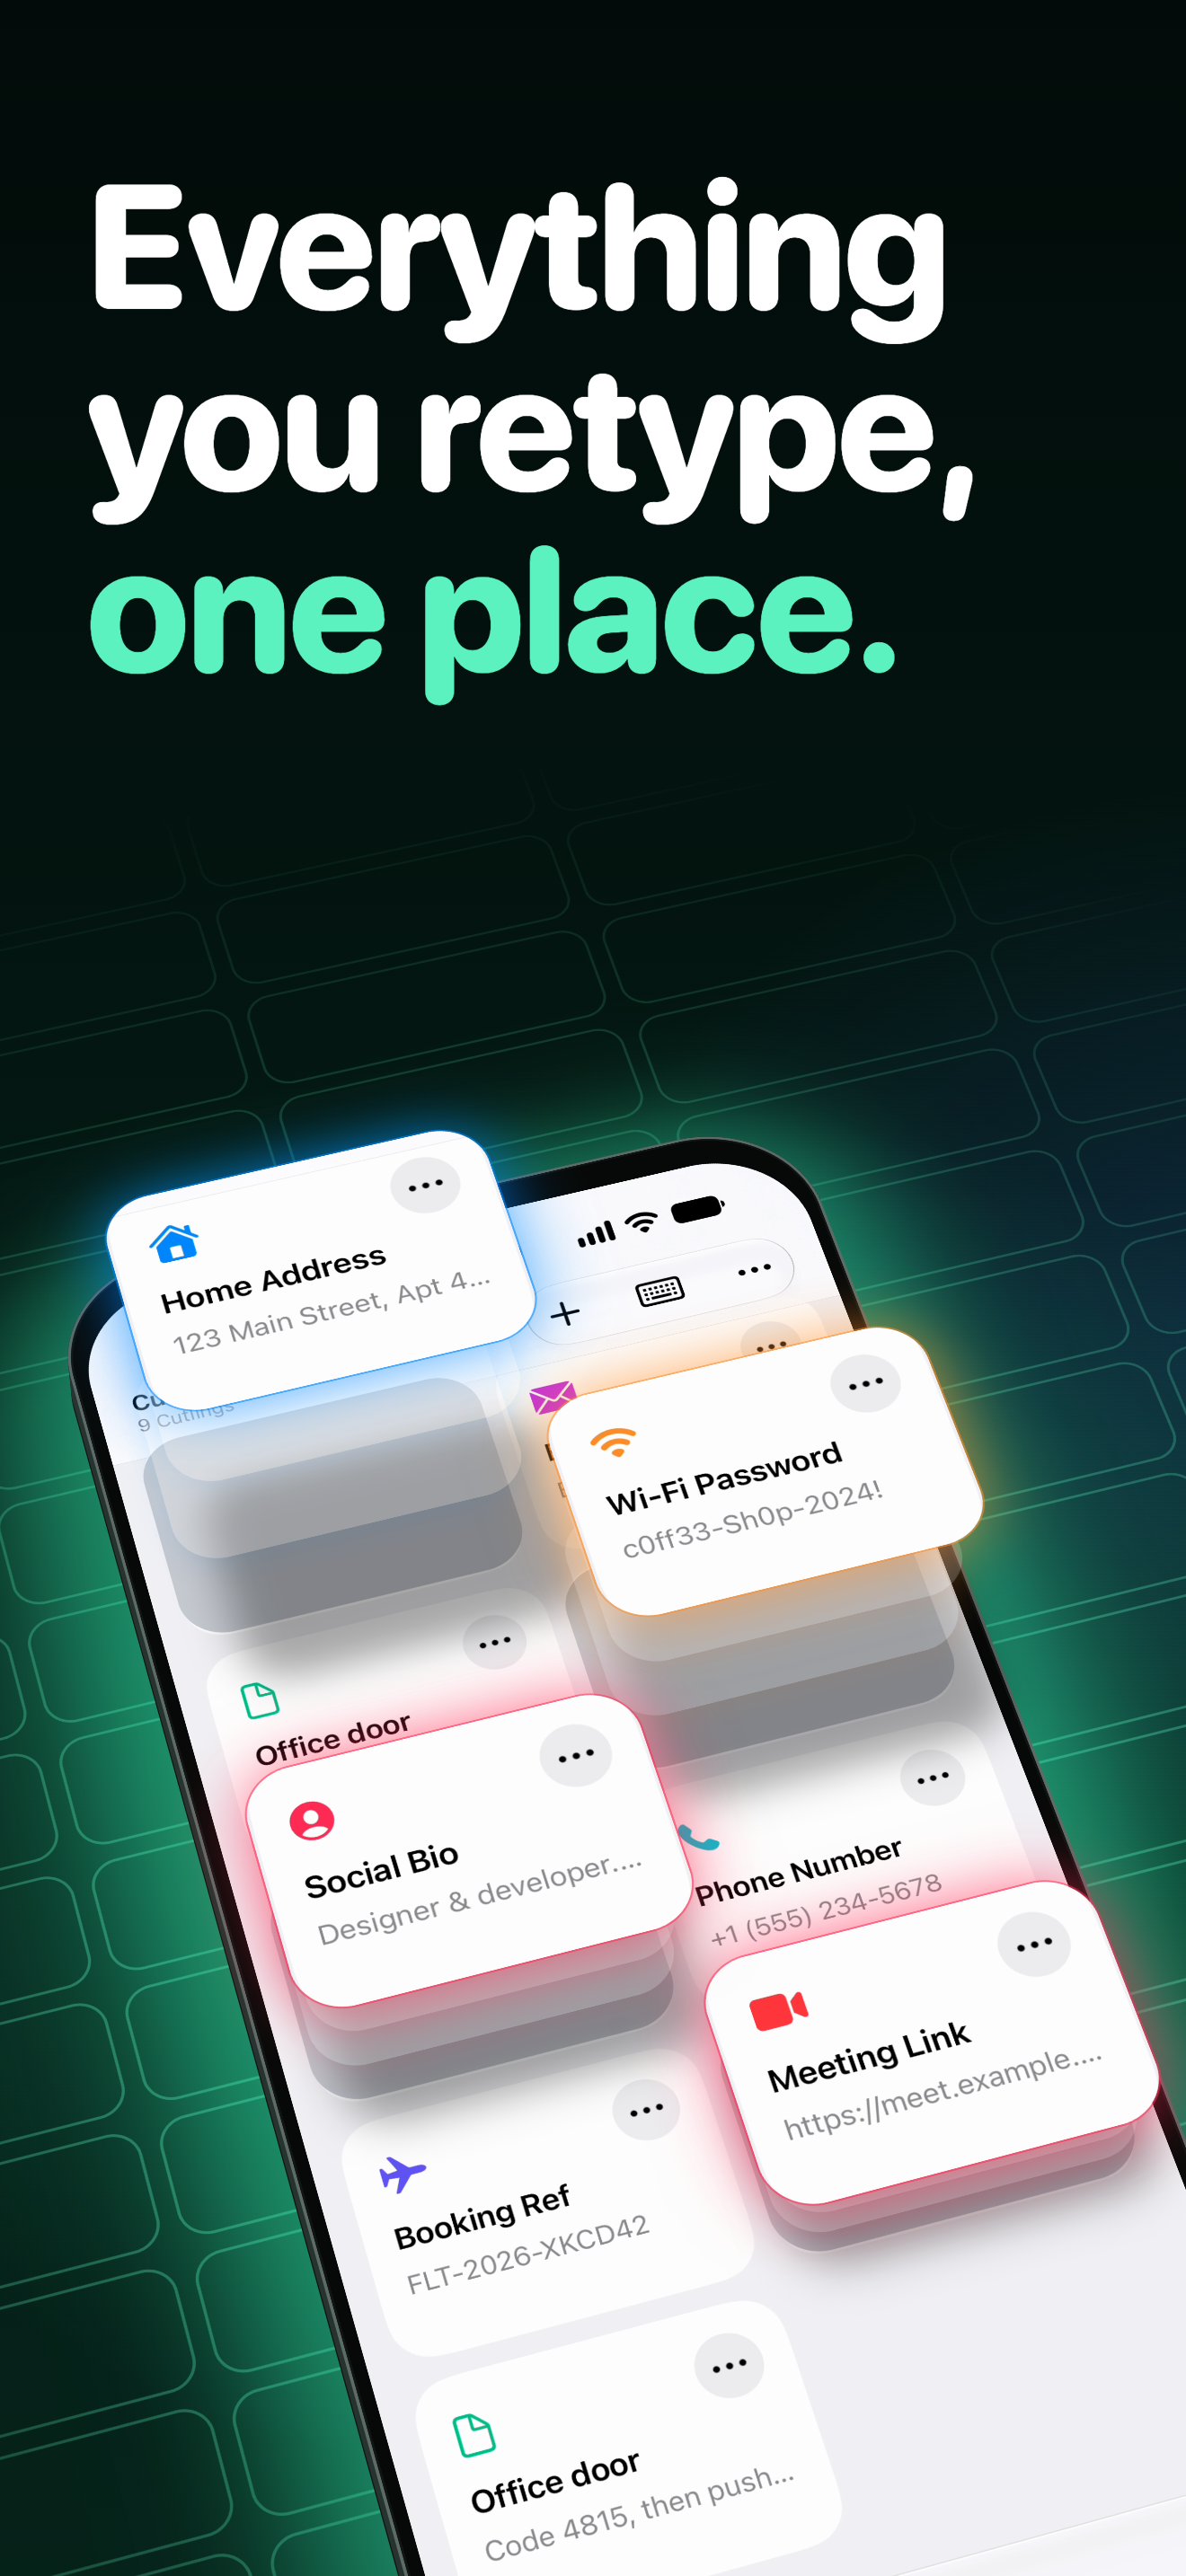 Everything
you retype,
one place.
Home Address
123 Main Street, Apt 4...
9 Cutlings
Wi-Fi Password
c0ff33-Sh0p-2024!
Office door
Social Bio
Designer & developer....
Phone Number
+1 (555) 234-5678
Meeting Link
https://meet.example....
Booking Ref
FLT-2026-XKCD42
Office door
Code 4815, then push...